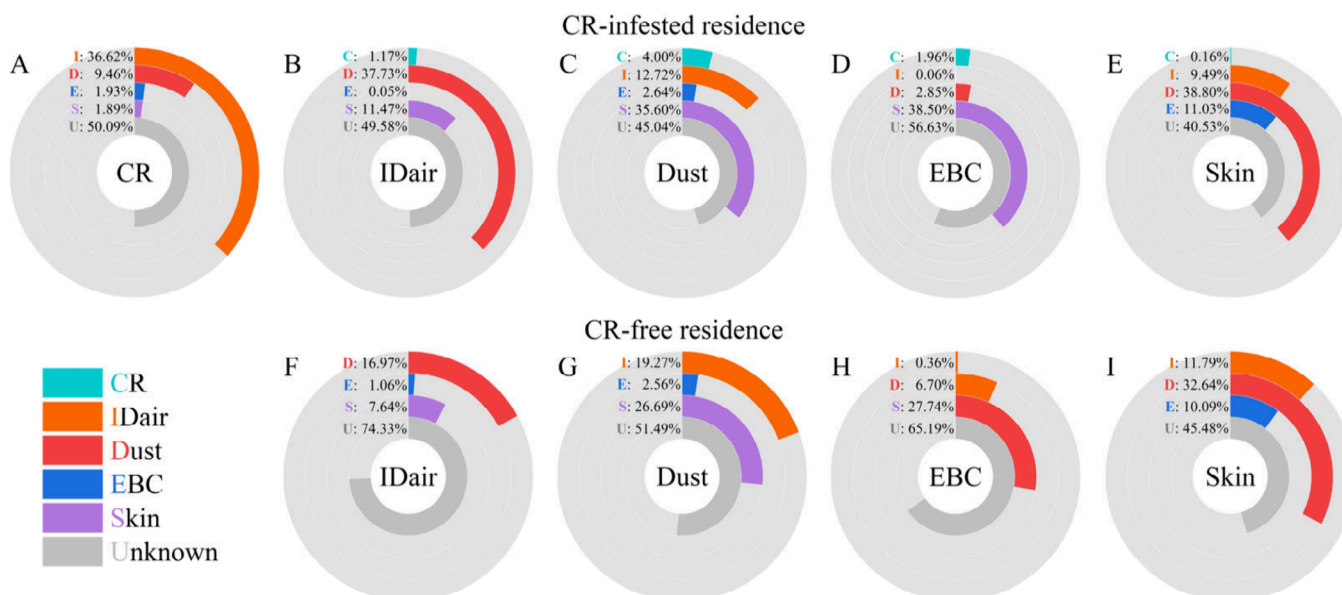 CR-infested residence
A
I: 36.62%
D: 9.46%
E: 1.93%
S: 1.89%
U: 50.09%
CR
B
C: 1.17%
D: 37.73%
E: 0.05%
S: 11.47%
U: 49.58%
IDair
C
C: 4.00%
I: 12.72%
E: 2.64%
S: 35.60%
U: 45.04%
Dust
D
C: 1.96%
I: 0.06%
D: 2.85%
S: 38.50%
U: 56.63%
EBC
E
C: 0.16%
I: 9.49%
D: 38.80%
E: 11.03%
U: 40.53%
Skin
CR-free residence
CR
IDair
Dust
EBC
Skin
Unknown
F
D: 16.97%
E: 1.06%
S: 7.64%
U: 74.33%
IDair
G
I: 19.27%
E: 2.56%
S: 26.69%
U: 51.49%
Dust
H
I: 0.36%
D: 6.70%
S: 27.74%
U: 65.19%
EBC
I
I: 11.79%
D: 32.64%
E: 10.09%
U: 45.48%
Skin